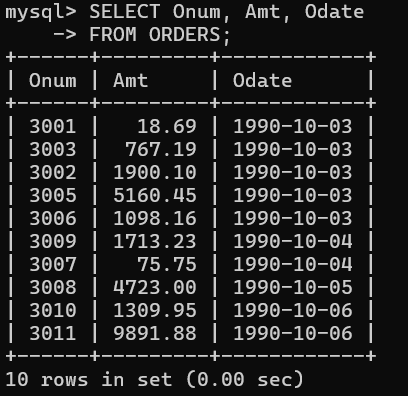 mysql> SELECT Onum, Amt, Odate
    -> FROM ORDERS;
+------+---------+------------+
| Onum | Amt     | Odate      |
+------+---------+------------+
| 3001 |   18.69 | 1990-10-03 |
| 3003 |  767.19 | 1990-10-03 |
| 3002 | 1900.10 | 1990-10-03 |
| 3005 | 5160.45 | 1990-10-03 |
| 3006 | 1098.16 | 1990-10-03 |
| 3009 | 1713.23 | 1990-10-04 |
| 3007 |   75.75 | 1990-10-04 |
| 3008 | 4723.00 | 1990-10-05 |
| 3010 | 1309.95 | 1990-10-06 |
| 3011 | 9891.88 | 1990-10-06 |
+------+---------+------------+
10 rows in set (0.00 sec)